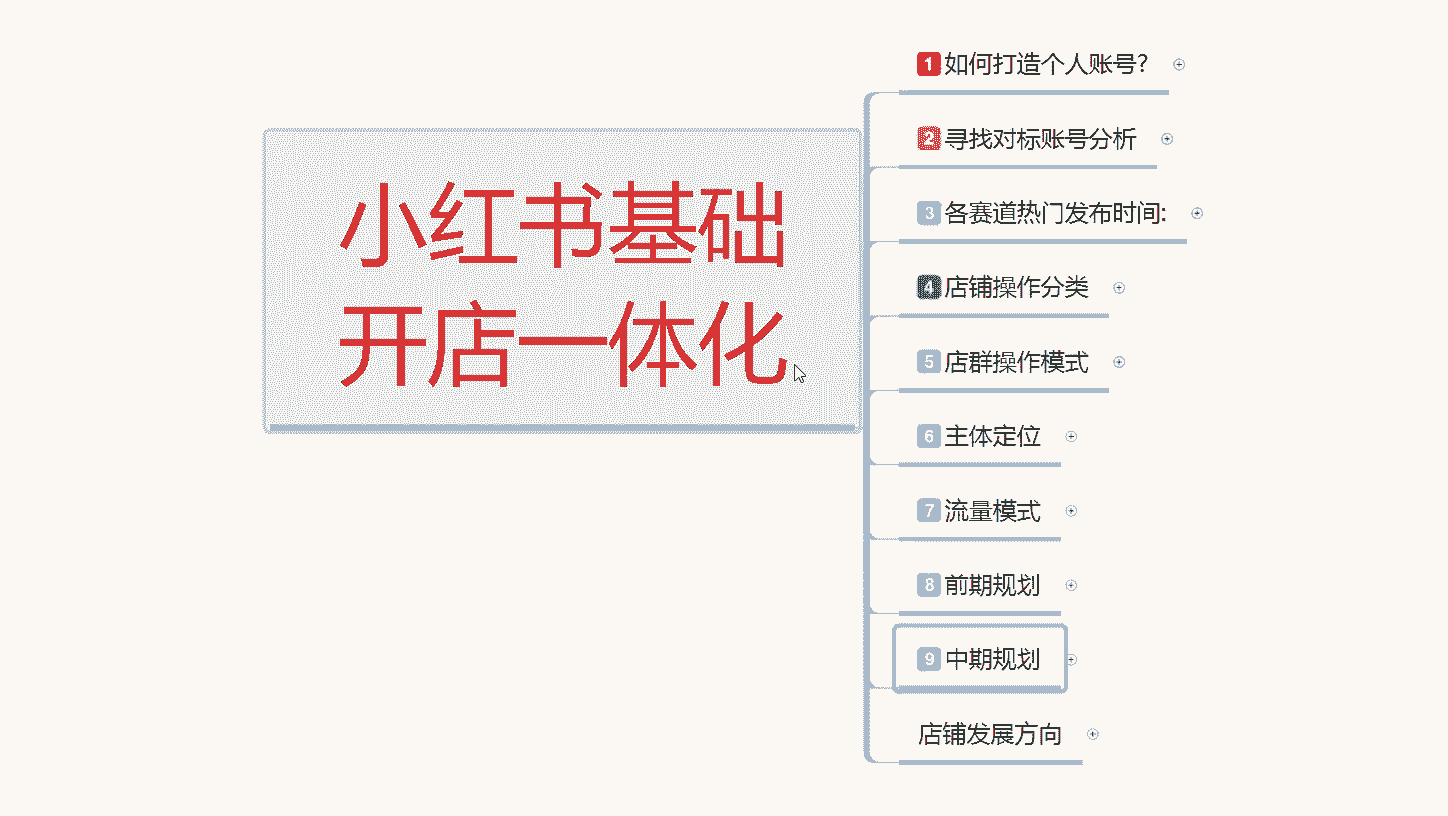 小红书基础
开店一体化
1 如何打造个人账号?
2 寻找对标账号分析
3 各赛道热门发布时间:
4 店铺操作分类
5 店群操作模式
6 主体定位
7 流量模式
8 前期规划
9 中期规划
店铺发展方向